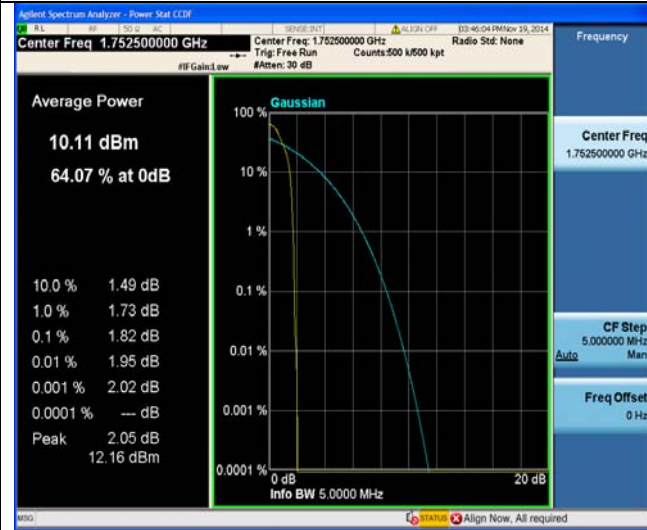 Agilent Spectrum Analyzer - Power Stat CCDF
RL RF 50 Ω AC SENSE:INT ALIGN OFF 03:46:04 PM Nov 19, 2014
Center Freq 1.752500000 GHz
Center Freq: 1.752500000 GHz Radio Std: None
Trig: Free Run Counts:500 k/500 kpt
#IFGain:Low #Atten: 30 dB
Frequency
Average Power
10.11 dBm
64.07 % at 0dB
10.0 % 1.49 dB
1.0 % 1.73 dB
0.1 % 1.82 dB
0.01 % 1.95 dB
0.001 % 2.02 dB
0.0001 % --- dB
Peak 2.05 dB
12.16 dBm
Gaussian
100 %
10 %
1 %
0.1 %
0.01 %
0.001 %
0.0001 %
0 dB 20 dB
Info BW 5.0000 MHz
Center Freq
1.752500000 GHz
CF Step
5.000000 MHz
Auto Man
Freq Offset
0 Hz
MSG STATUS Align Now, All required